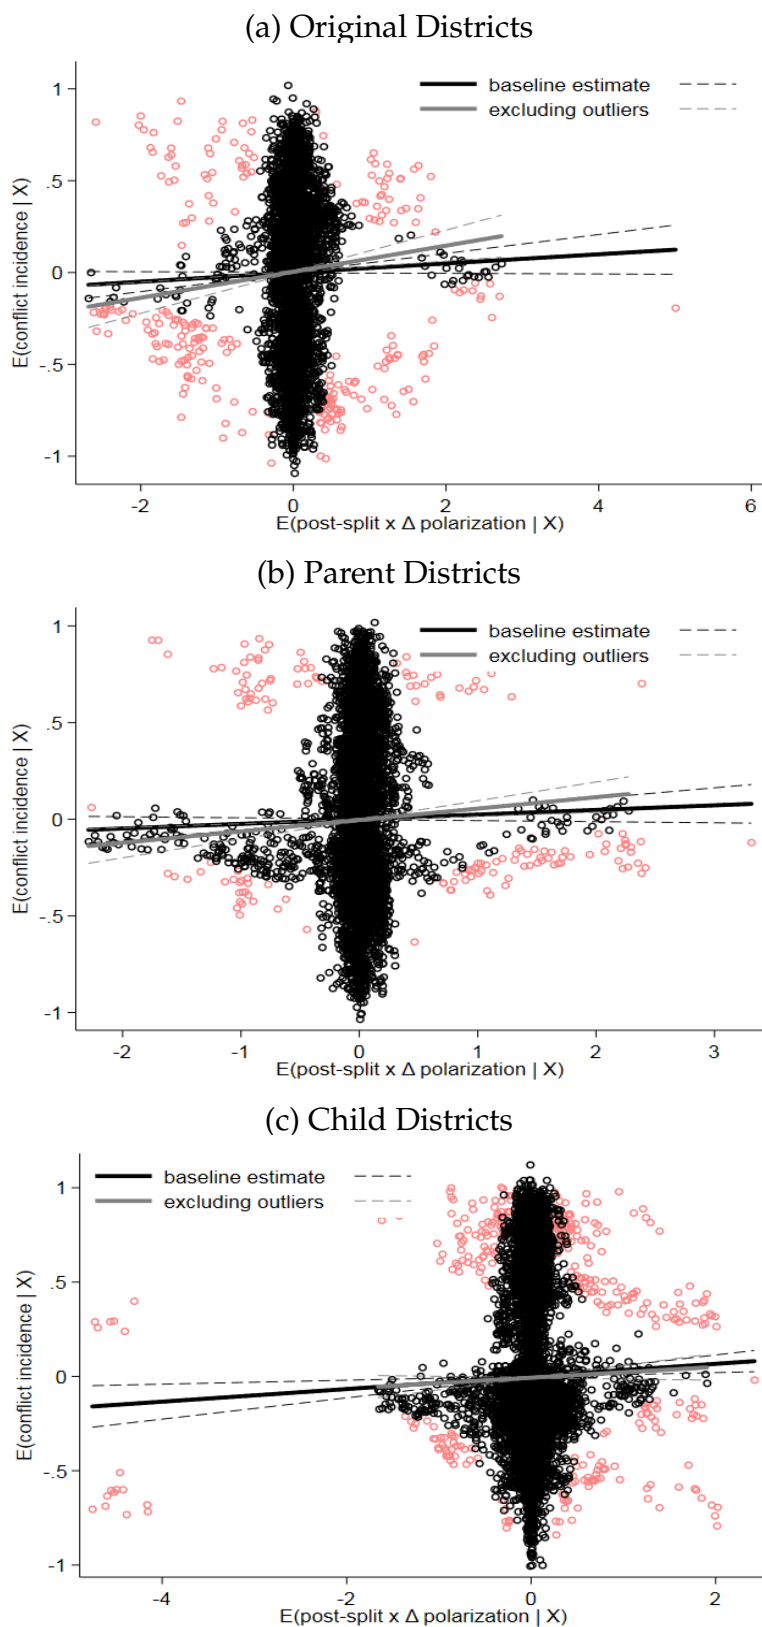 (a) Original Districts
baseline estimate
excluding outliers
1
.5
0
-.5
-1
E(conflict incidence | X)
-2 0 2 4 6
E(post-split x Δ polarization | X)
(b) Parent Districts
baseline estimate
excluding outliers
1
.5
0
-.5
-1
E(conflict incidence | X)
-2 -1 0 1 2 3
E(post-split x Δ polarization | X)
(c) Child Districts
baseline estimate
excluding outliers
1
.5
0
-.5
-1
E(conflict incidence | X)
-4 -2 0 2
E(post-split x Δ polarization | X)